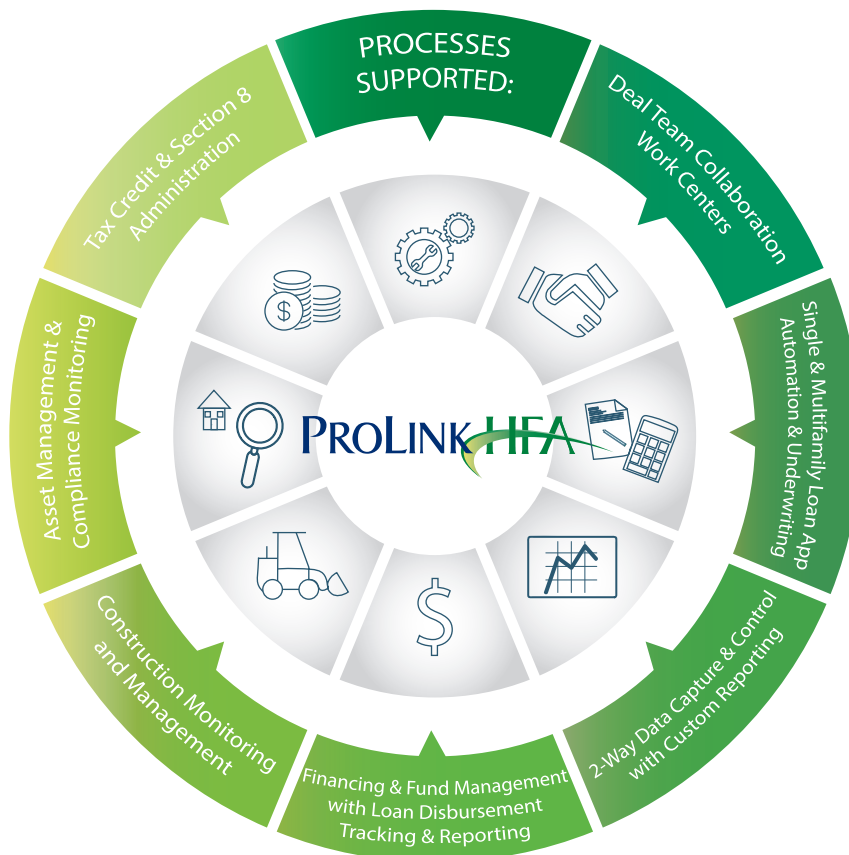 PROCESSES
SUPPORTED:
Deal Team Collaboration
Work Centers
Single & Multifamily Loan App
Automation & Underwriting
2-Way Data Capture & Control
with Custom Reporting
Financing & Fund Management
with Loan Disbursement
Tracking & Reporting
Construction Monitoring
and Management
Asset Management &
Compliance Monitoring
Tax Credit & Section 8
Administration
$
PROLINK HFA
$